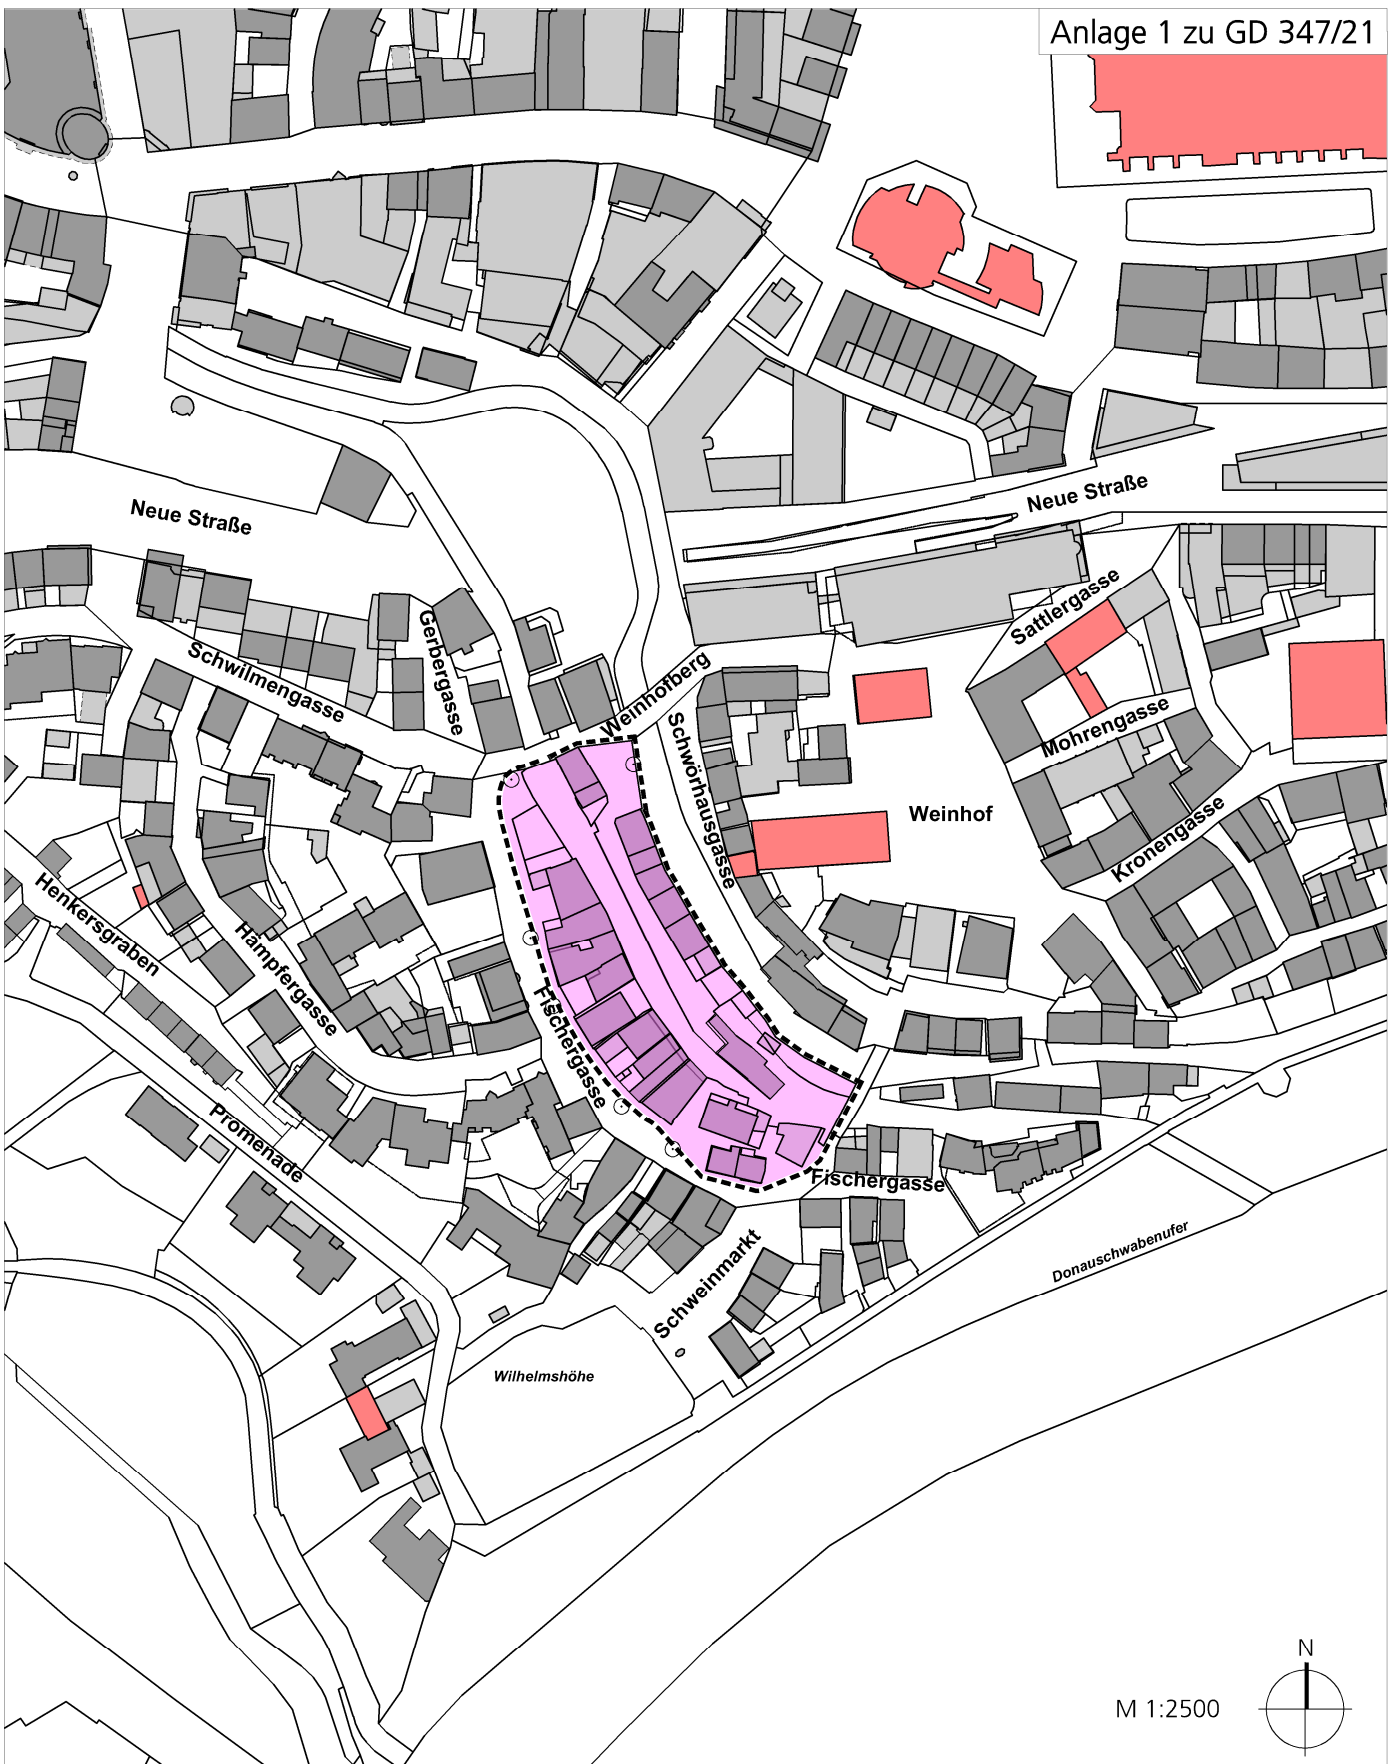 Anlage 1 zu GD 347/21
Neue Straße
Neue Straße
Sattlergasse
Gerbergasse
Schwilmengasse
Weinhofberg
Schwörhausgasse
Mohrengasse
Weinhof
Kronengasse
Henkersgraben
Hämpfergasse
Fischergasse
Promenade
Fischergasse
Donauschwabenufer
Schweinmarkt
Wilhelmshöhe
N
M 1:2500